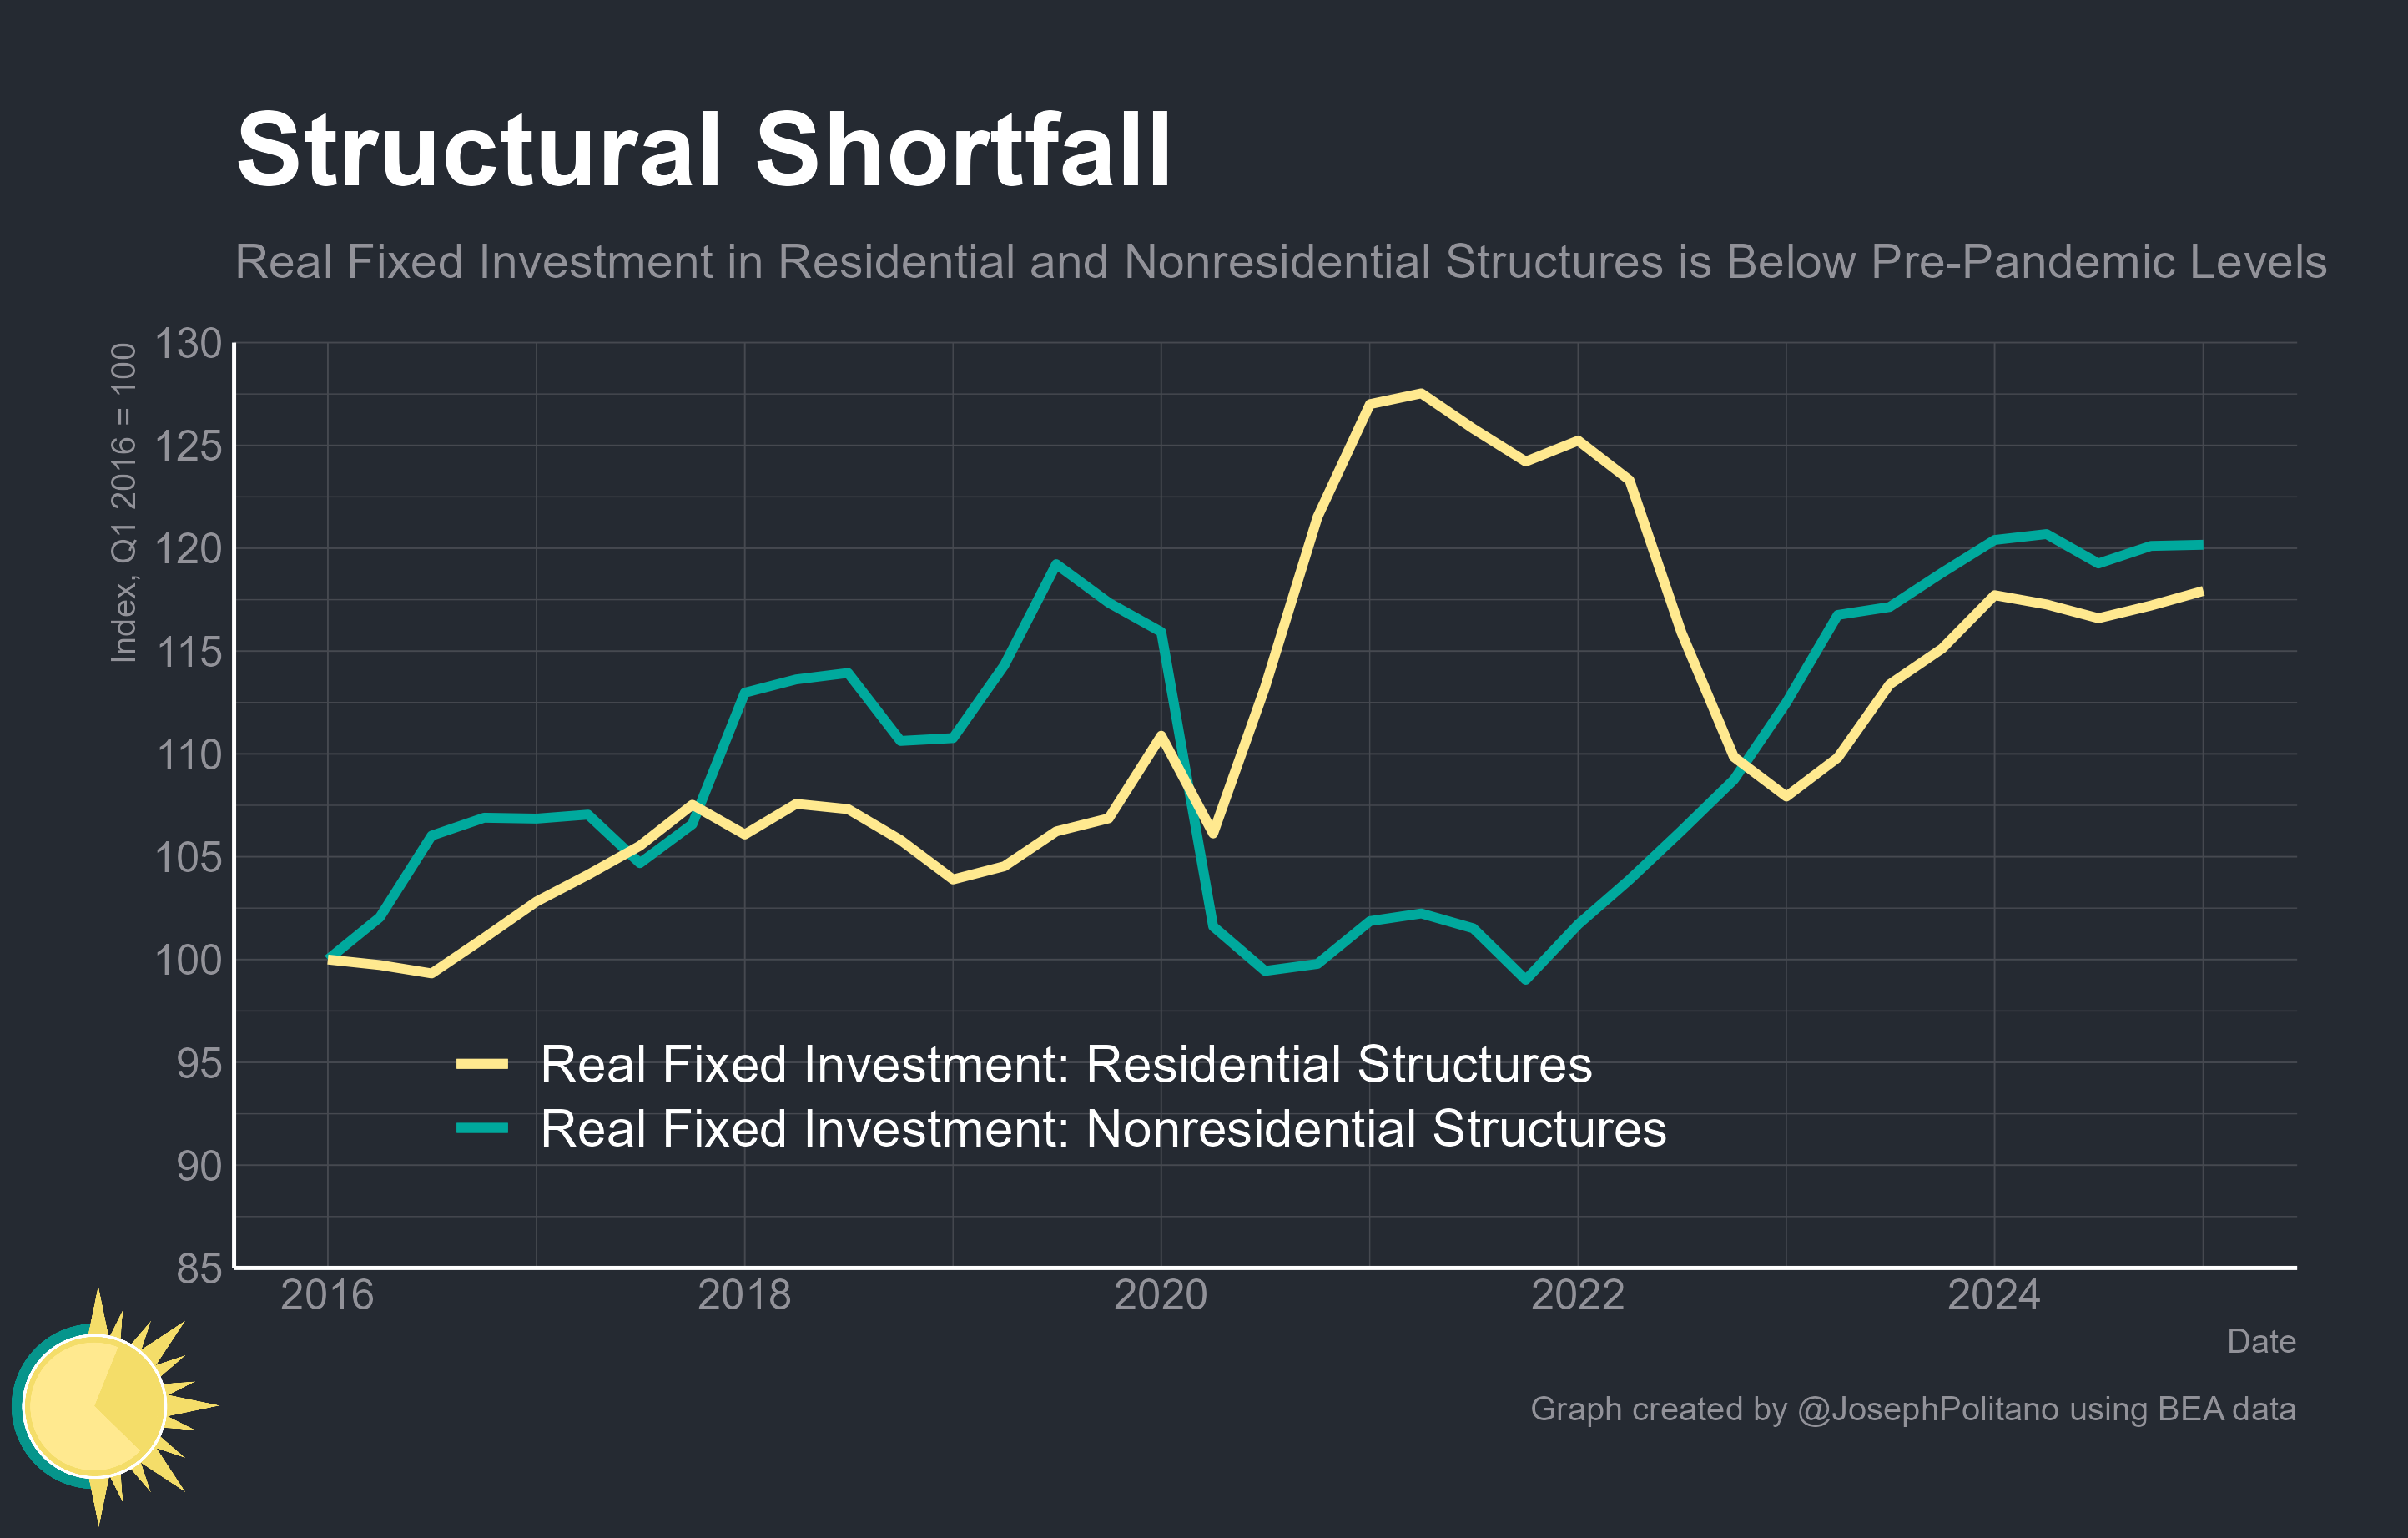 Structural Shortfall
Real Fixed Investment in Residential and Nonresidential Structures is Below Pre-Pandemic Levels
Index, Q1 2016 = 100
130
125
120
115
110
105
100
95
90
85
Real Fixed Investment: Residential Structures
Real Fixed Investment: Nonresidential Structures
2016 2018 2020 2022 2024
Date
Graph created by @JosephPolitano using BEA data